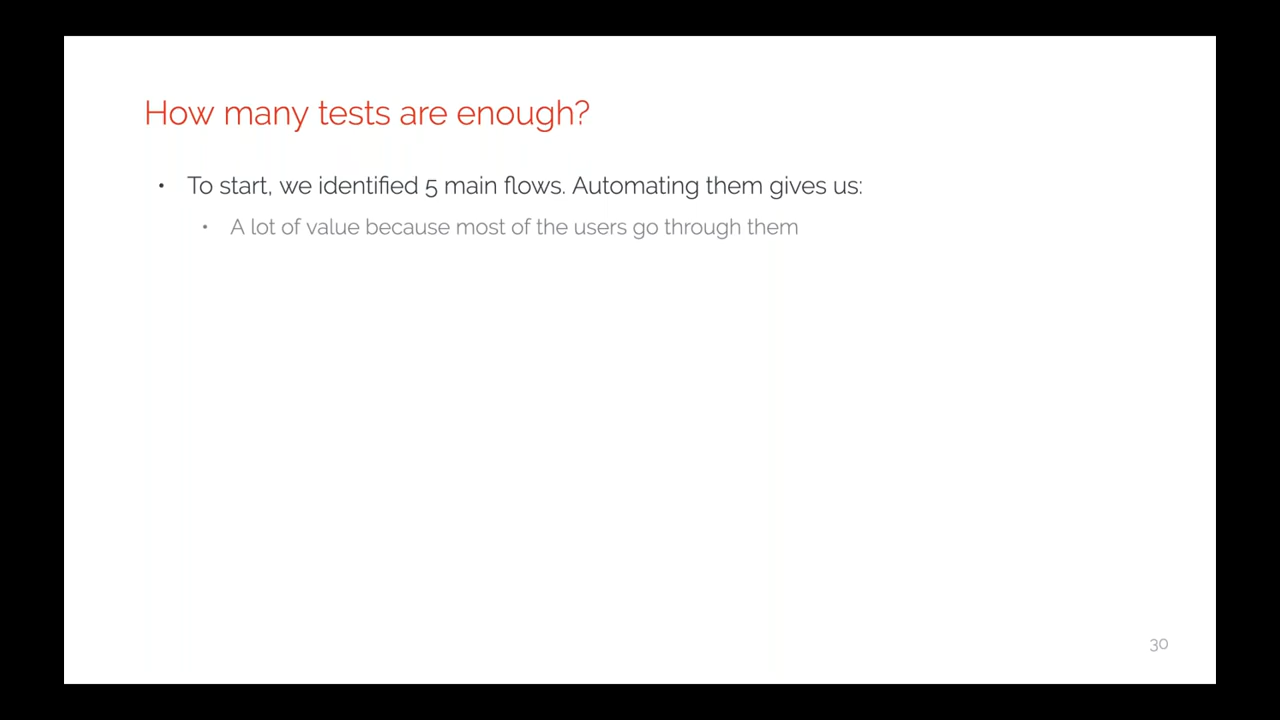 How many tests are enough?
• To start, we identified 5 main flows. Automating them gives us:
• A lot of value because most of the users go through them
30